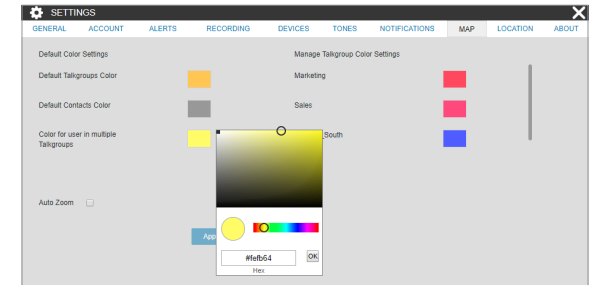 SETTINGS
GENERAL ACCOUNT ALERTS RECORDING DEVICES TONES NOTIFICATIONS MAP LOCATION ABOUT
Default Color Settings
Manage Talkgroup Color Settings
Default Talkgroups Color
Marketing
Default Contacts Color
Sales
Color for user in multiple
Talkgroups
South
Auto Zoom
App
#fefb64
OK
Hex